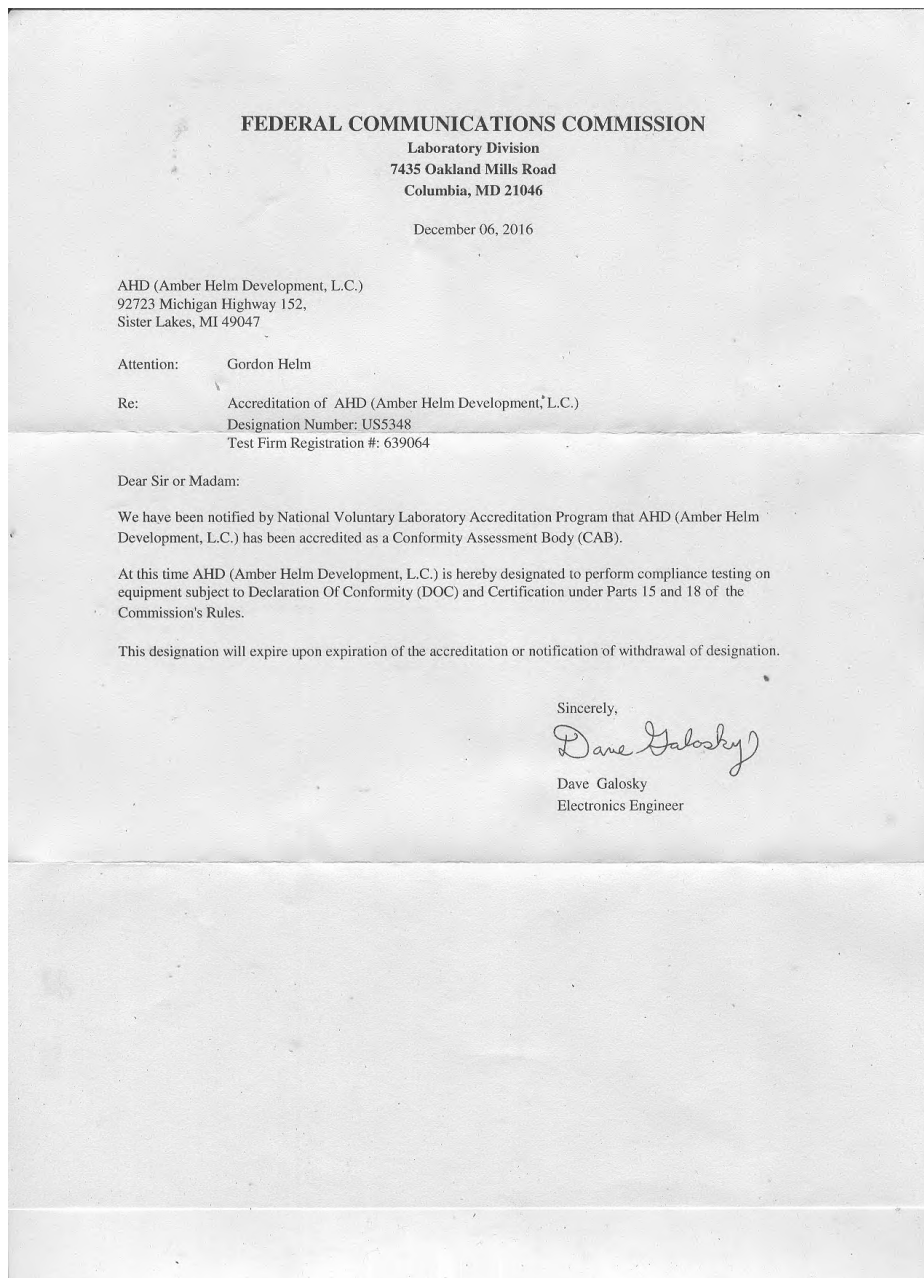 FEDERAL COMMUNICATIONS COMMISSION
Laboratory Division
7435 Oakland Mills Road
Columbia, MD 21046
December 06, 2016
AHD (Amber Helm Development, L.C.)
92723 Michigan Highway 152,
Sister Lakes, MI 49047
Attention: Gordon Helm
Re: Accreditation of AHD (Amber Helm Development, L.C.)
Designation Number: US5348
Test Firm Registration #: 639064
Dear Sir or Madam:
We have been notified by National Voluntary Laboratory Accreditation Program that AHD (Amber Helm
Development, L.C.) has been accredited as a Conformity Assessment Body (CAB).
At this time AHD (Amber Helm Development, L.C.) is hereby designated to perform compliance testing on
equipment subject to Declaration Of Conformity (DOC) and Certification under Parts 15 and 18 of the
Commission's Rules.
This designation will expire upon expiration of the accreditation or notification of withdrawal of designation.
Sincerely,
Dave Galosky
Dave Galosky
Electronics Engineer